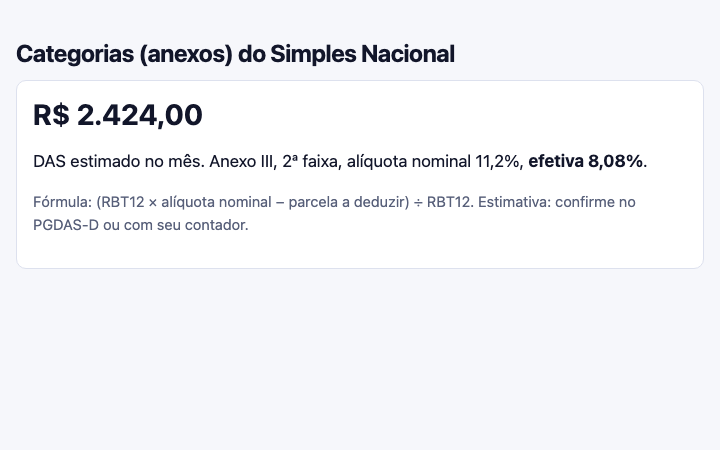 Categorias (anexos) do Simples Nacional
R$ 2.424,00
DAS estimado no mês. Anexo III, 2ª faixa, alíquota nominal 11,2%, efetiva 8,08%.
Fórmula: (RBT12 × alíquota nominal − parcela a deduzir) ÷ RBT12. Estimativa: confirme no
PGDAS-D ou com seu contador.